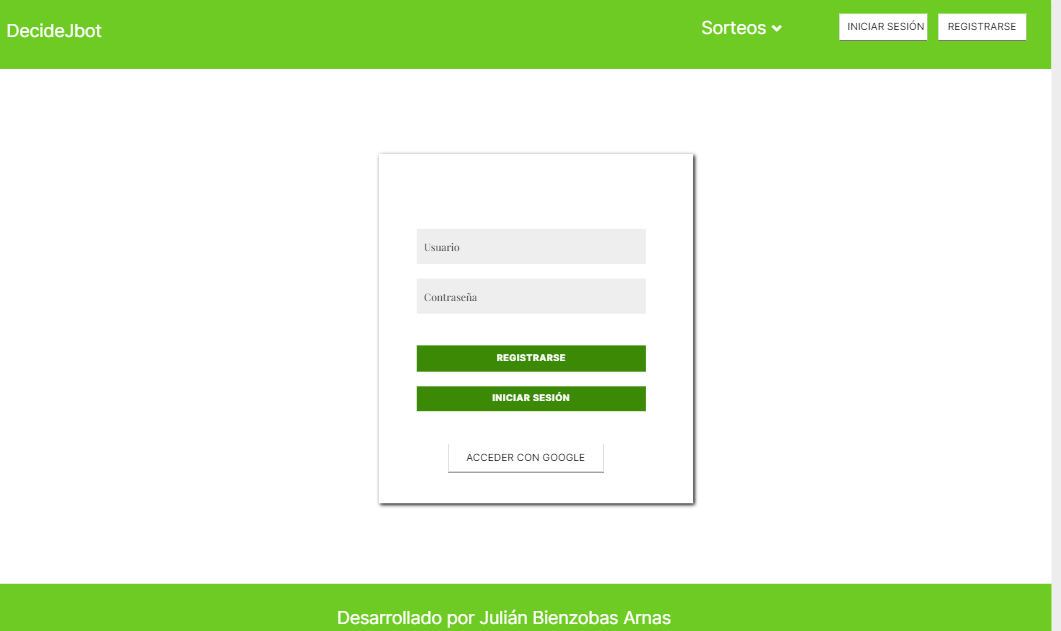 DecideJbot
Sorteos
INICIAR SESIÓN
REGISTRARSE
Usuario
Contraseña
REGISTRARSE
INICIAR SESIÓN
ACCEDER CON GOOGLE
Desarrollado por Julián Bienzobas Arnas